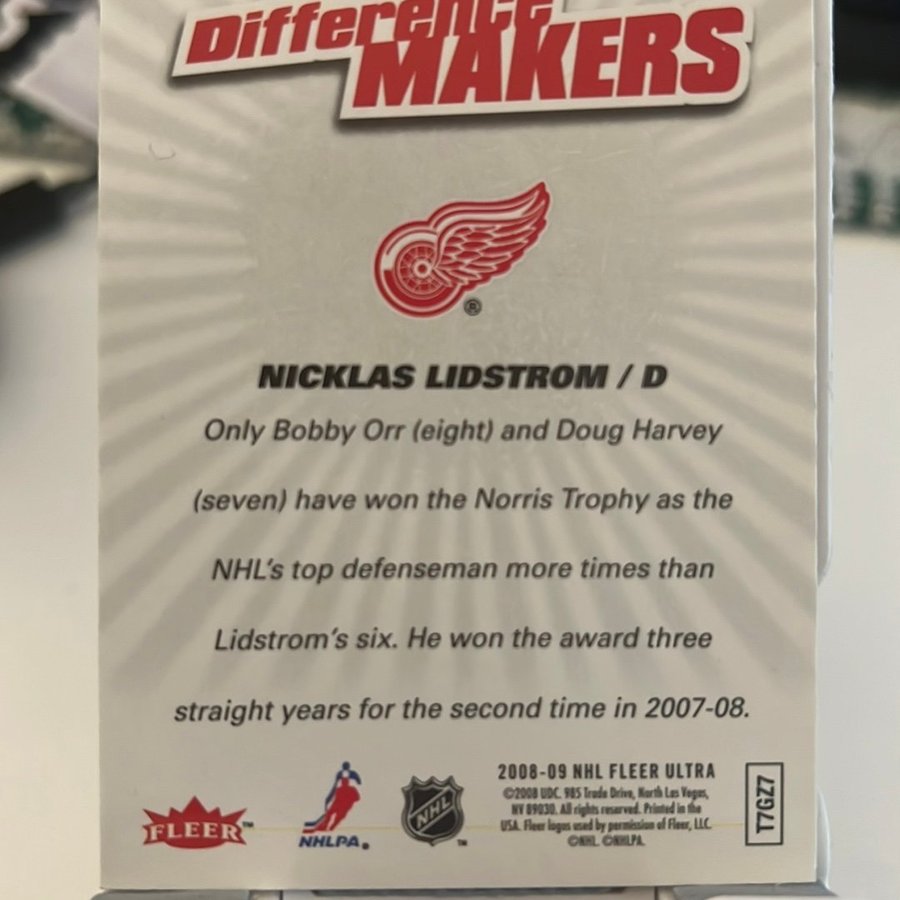 Difference
MAKERS
NICKLAS LIDSTROM / D
Only Bobby Orr (eight) and Doug Harvey
(seven) have won the Norris Trophy as the
NHL's top defenseman more times than
Lidstrom's six. He won the award three
straight years for the second time in 2007-08.
2008-09 NHL FLEER ULTRA
©2008 UDC. 985 Trade Drive, North Las Vegas,
NV 89030. All rights reserved. Printed in the
USA. Fleer logos used by permission of Fleer, LLC.
©NHL. ©NHLPA.
FLEER™
NHLPA.®
NHL™
T7GZ7